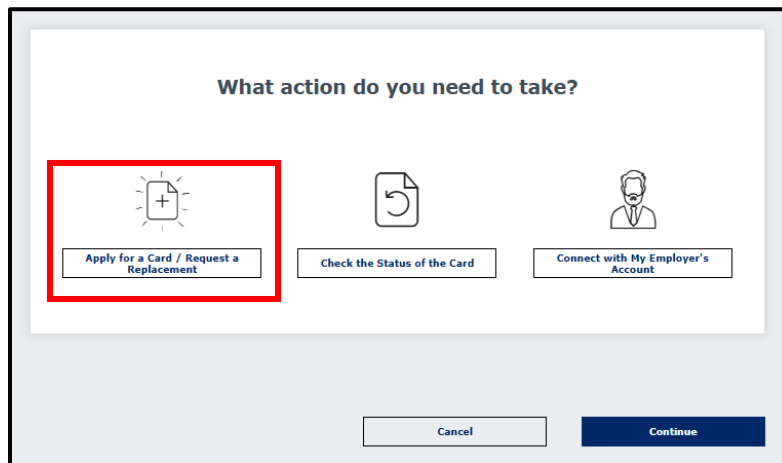 What action do you need to take?
Apply for a Card / Request a
Replacement
Check the Status of the Card
Connect with My Employer's
Account
Cancel
Continue